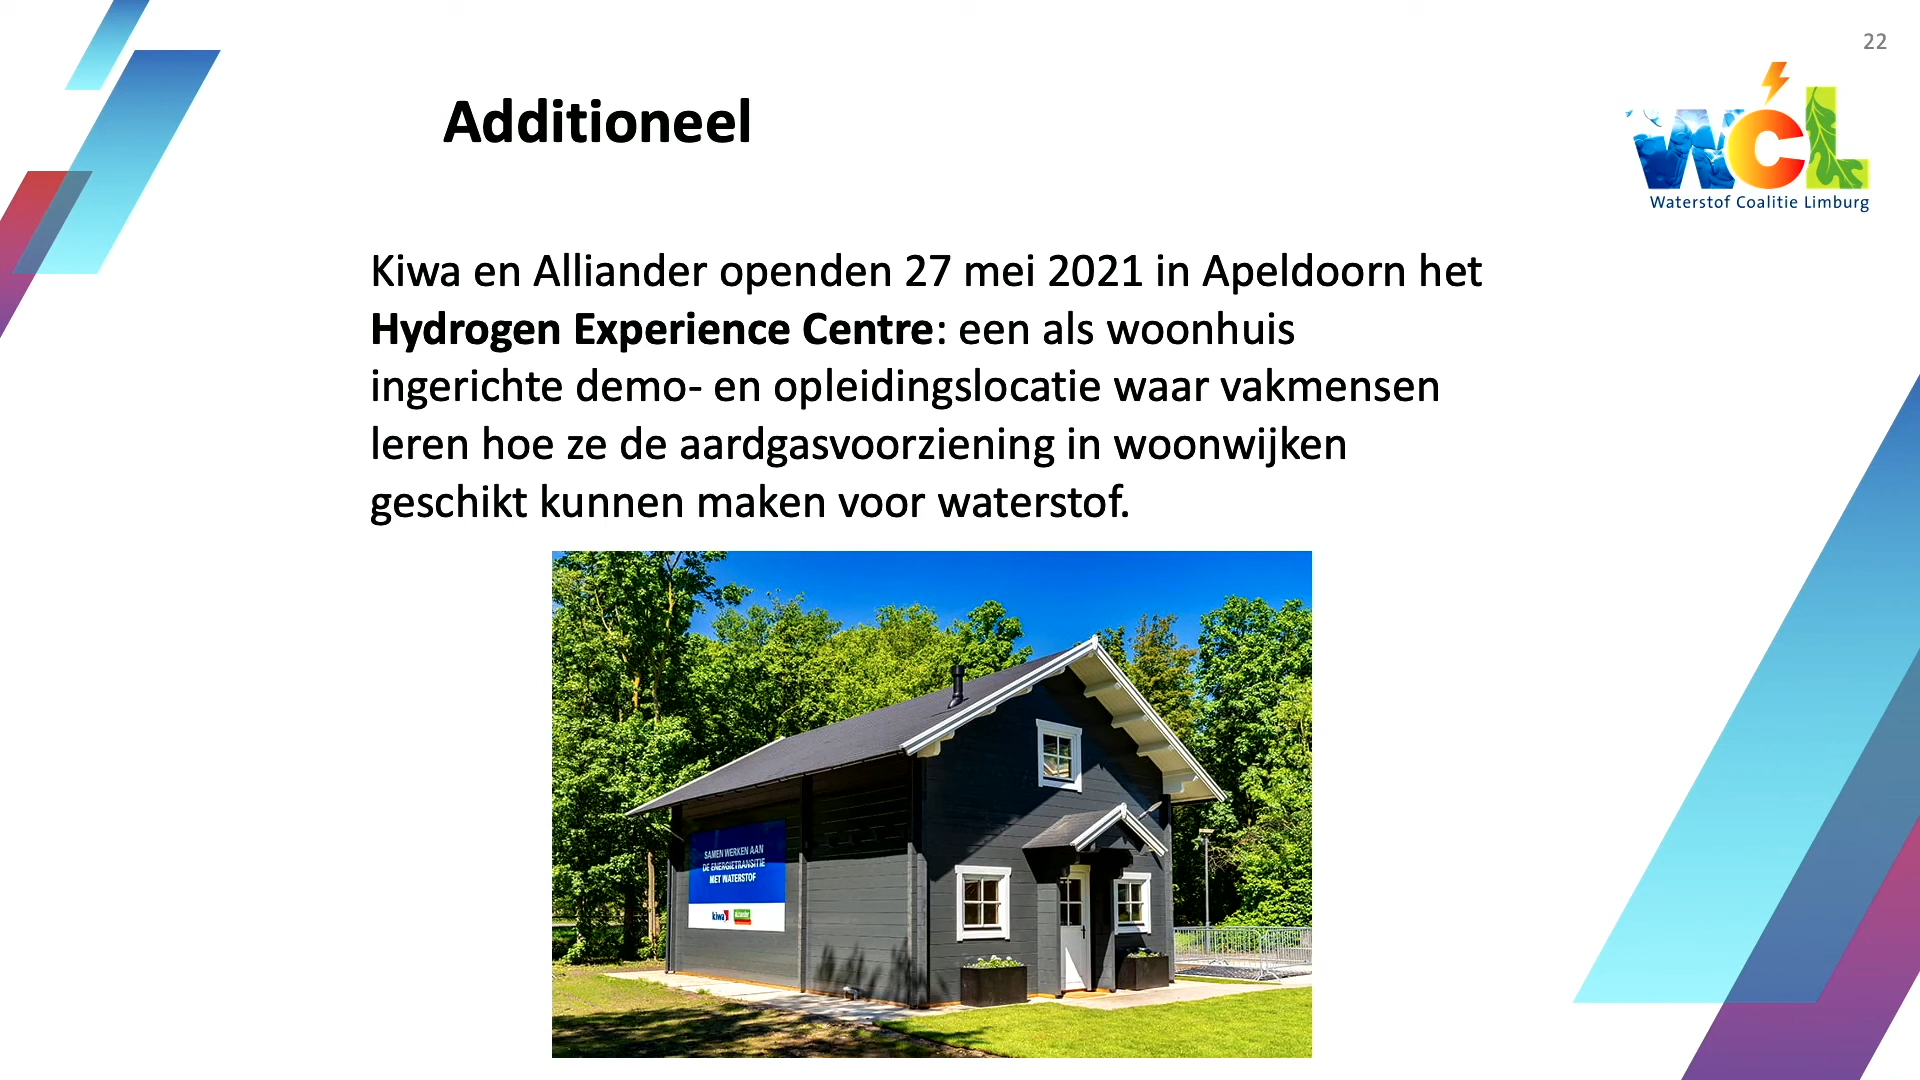 22
Additioneel
WCL
Waterstof Coalitie Limburg
Kiwa en Alliander openden 27 mei 2021 in Apeldoorn het
Hydrogen Experience Centre: een als woonhuis
ingerichte demo- en opleidingslocatie waar vakmensen
leren hoe ze de aardgasvoorziening in woonwijken
geschikt kunnen maken voor waterstof.
SAMEN WERKEN AAN
DE ENERGIETRANSITIE
MET WATERSTOF
kiwa alliander